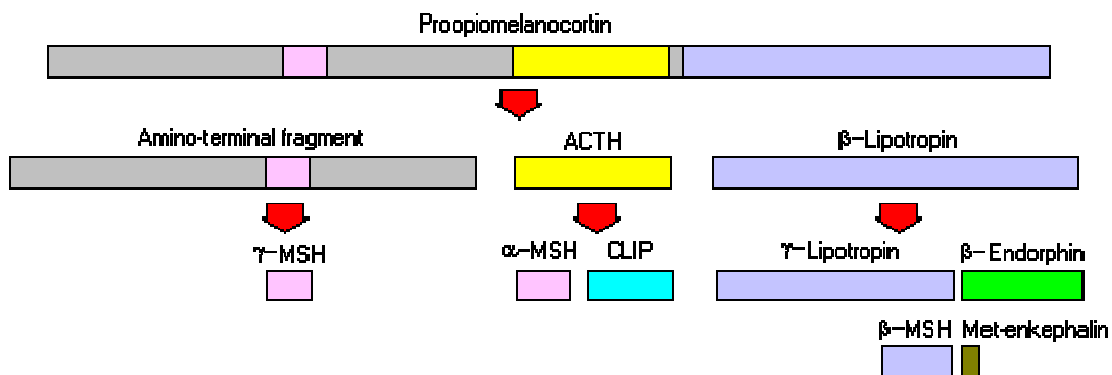 Proopiomelanocortin
Amino-terminal fragment
ACTH
β-Lipotropin
γ-MSH
α-MSH
CLIP
γ-Lipotropin
β-Endorphin
β-MSH
Met-enkephalin